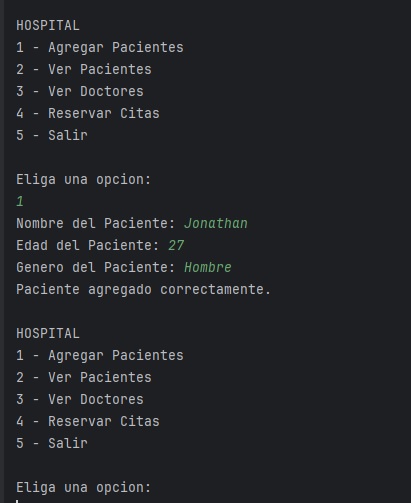 HOSPITAL
1 - Agregar Pacientes
2 - Ver Pacientes
3 - Ver Doctores
4 - Reservar Citas
5 - Salir
Eliga una opcion:
1
Nombre del Paciente: Jonathan
Edad del Paciente: 27
Genero del Paciente: Hombre
Paciente agregado correctamente.
HOSPITAL
1 - Agregar Pacientes
2 - Ver Pacientes
3 - Ver Doctores
4 - Reservar Citas
5 - Salir
Eliga una opcion: